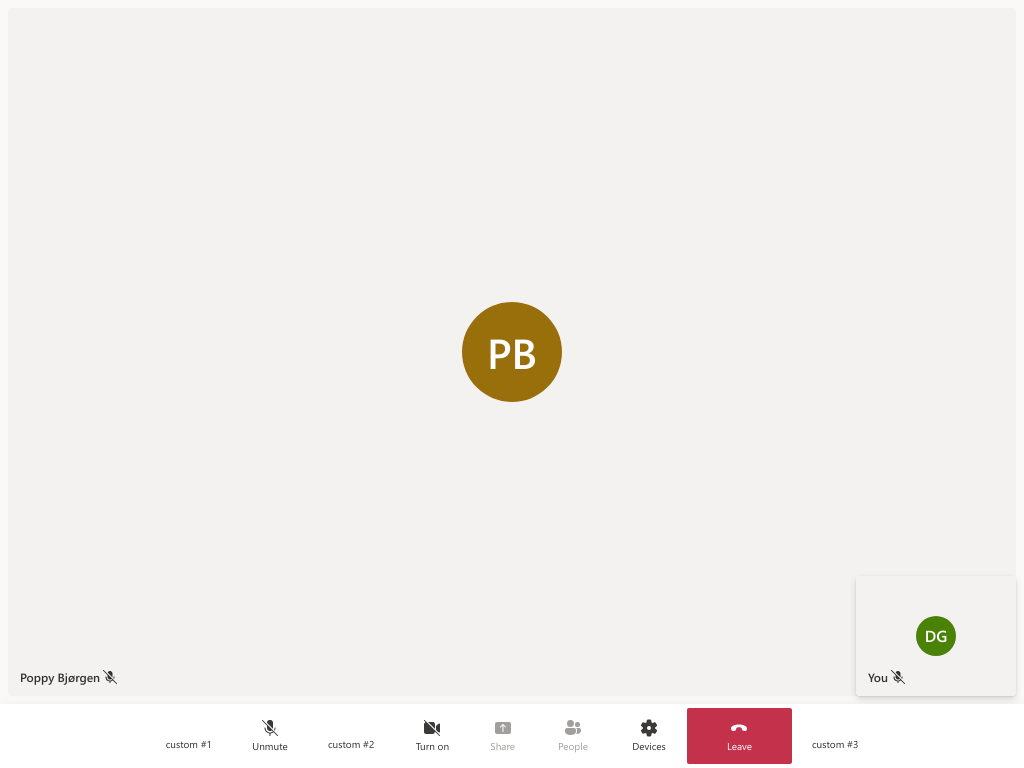 PB
DG
Poppy Bjørgen
You
custom #1
Unmute
custom #2
Turn on
Share
People
Devices
Leave
custom #3